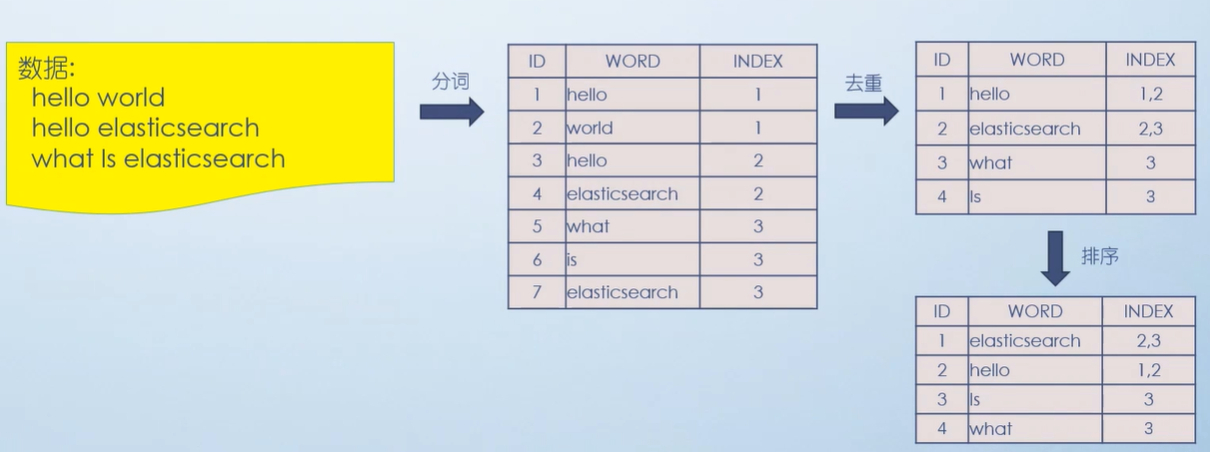 数据:
hello world
hello elasticsearch
what Is elasticsearch
分词
ID WORD INDEX
1 hello 1
2 world 1
3 hello 2
4 elasticsearch 2
5 what 3
6 is 3
7 elasticsearch 3
去重
ID WORD INDEX
1 hello 1,2
2 elasticsearch 2,3
3 what 3
4 Is 3
排序
ID WORD INDEX
1 elasticsearch 2,3
2 hello 1,2
3 Is 3
4 what 3